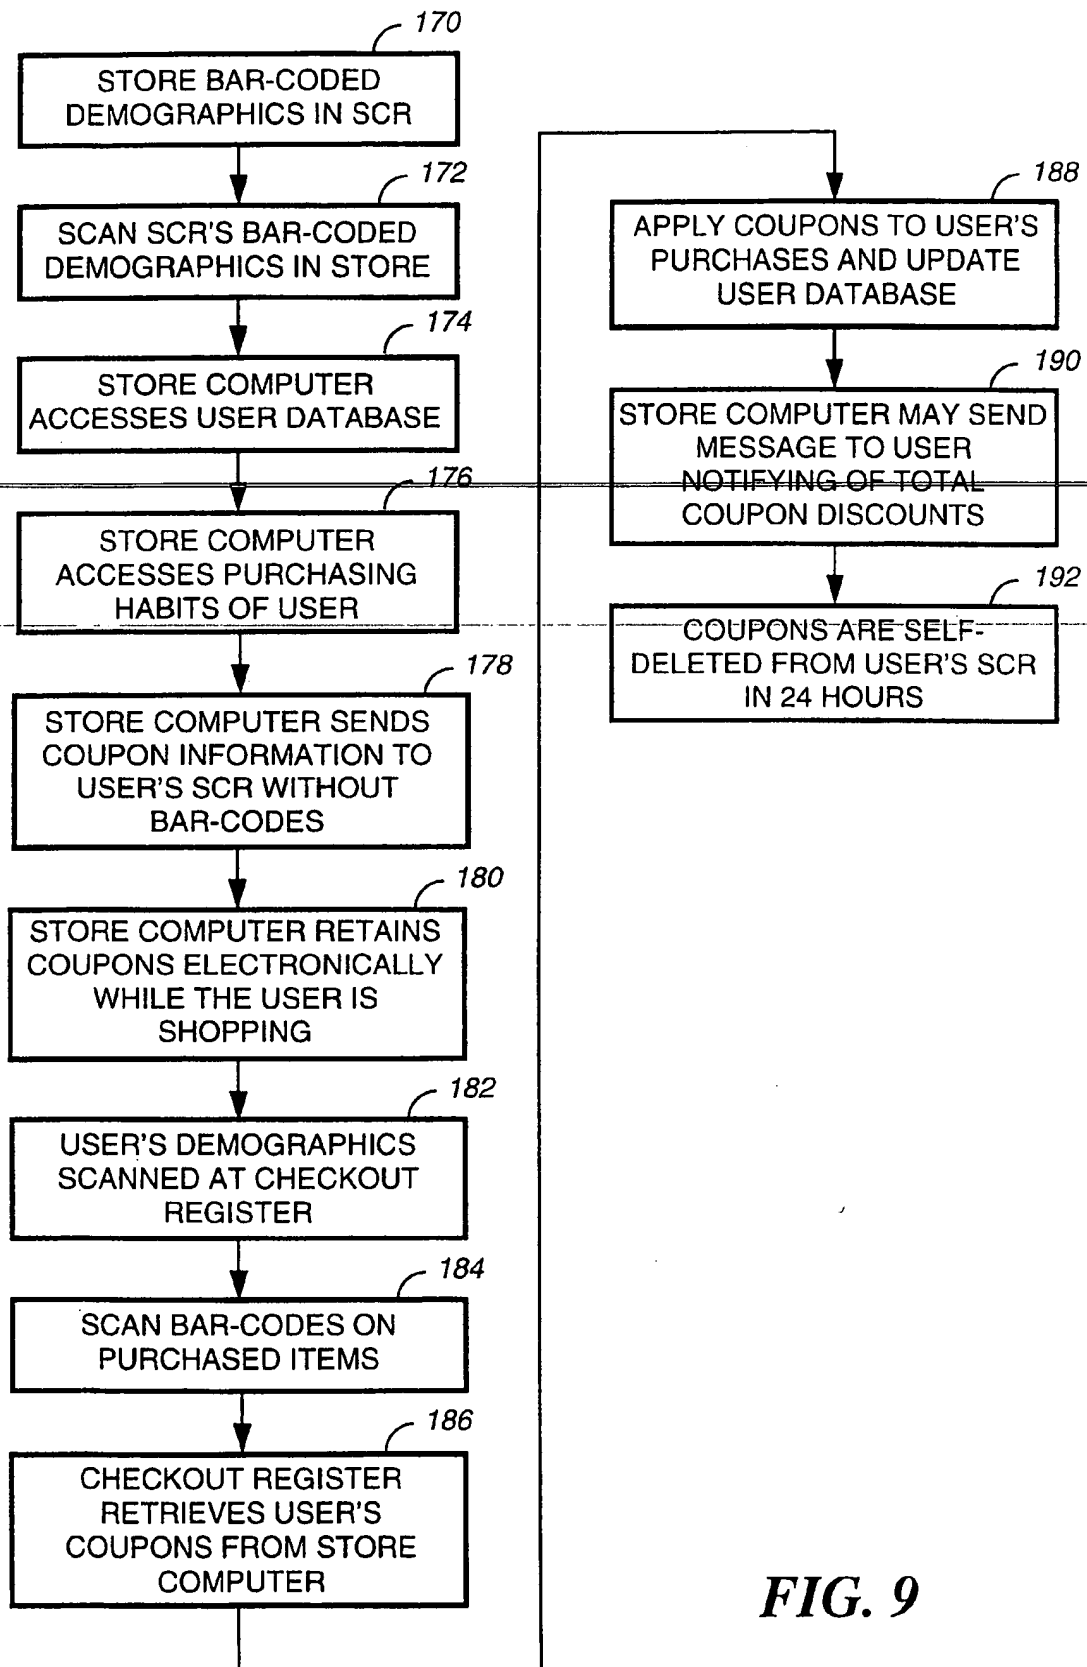 170
STORE BAR-CODED
DEMOGRAPHICS IN SCR
172
SCAN SCR'S BAR-CODED
DEMOGRAPHICS IN STORE
174
STORE COMPUTER
ACCESSES USER DATABASE
176
STORE COMPUTER
ACCESSES PURCHASING
HABITS OF USER
178
STORE COMPUTER SENDS
COUPON INFORMATION TO
USER'S SCR WITHOUT
BAR-CODES
180
STORE COMPUTER RETAINS
COUPONS ELECTRONICALLY
WHILE THE USER IS
SHOPPING
182
USER'S DEMOGRAPHICS
SCANNED AT CHECKOUT
REGISTER
184
SCAN BAR-CODES ON
PURCHASED ITEMS
186
CHECKOUT REGISTER
RETRIEVES USER'S
COUPONS FROM STORE
COMPUTER
188
APPLY COUPONS TO USER'S
PURCHASES AND UPDATE
USER DATABASE
190
STORE COMPUTER MAY SEND
MESSAGE TO USER
NOTIFYING OF TOTAL
COUPON DISCOUNTS
192
COUPONS ARE SELF-
DELETED FROM USER'S SCR
IN 24 HOURS
FIG. 9